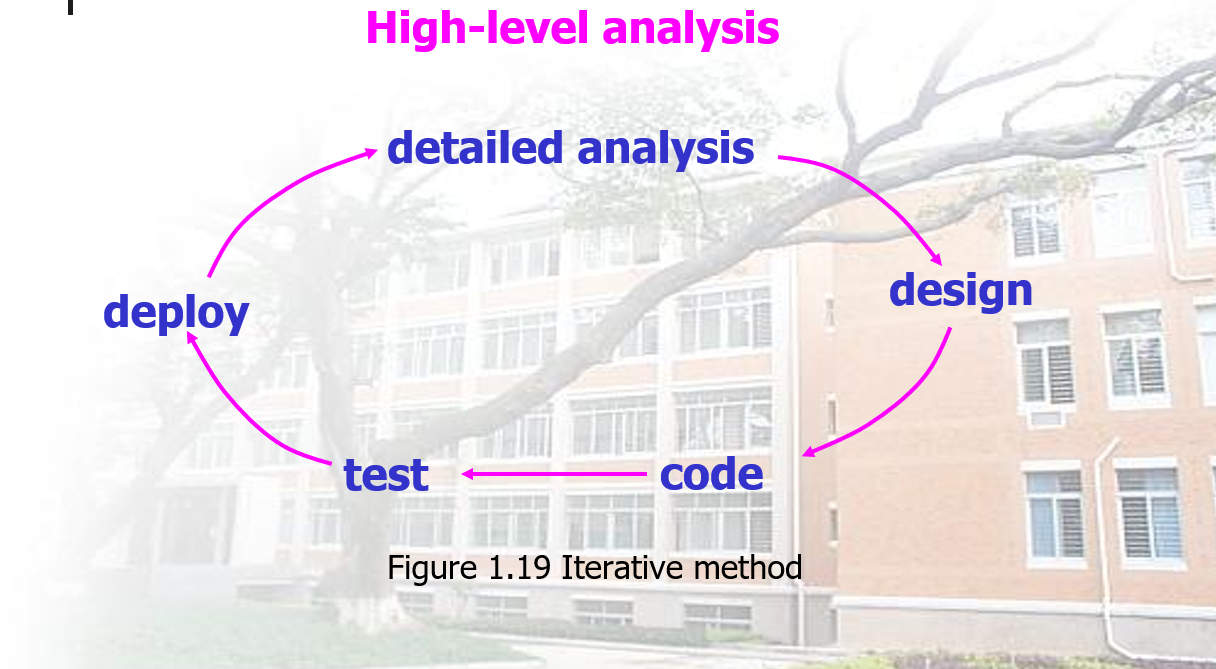 High-level analysis
detailed analysis
deploy
design
test
code
Figure 1.19 Iterative method